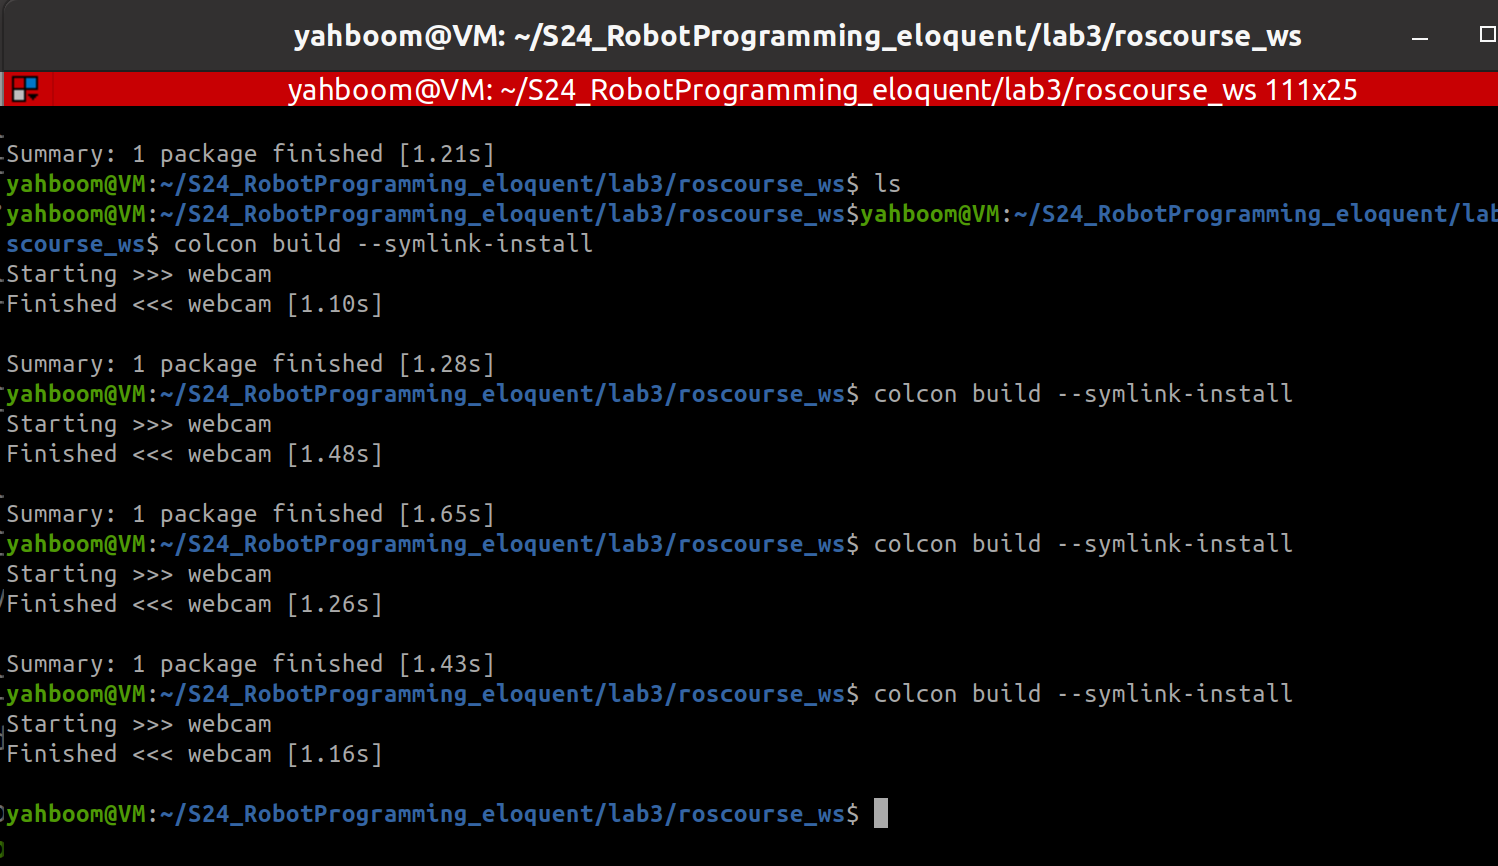 yahboom@VM: ~/S24_RobotProgramming_eloquent/lab3/roscourse_ws
yahboom@VM: ~/S24_RobotProgramming_eloquent/lab3/roscourse_ws 111x25
Summary: 1 package finished [1.21s]
yahboom@VM:~/S24_RobotProgramming_eloquent/lab3/roscourse_ws$ ls
yahboom@VM:~/S24_RobotProgramming_eloquent/lab3/roscourse_ws$yahboom@VM:~/S24_RobotProgramming_eloquent/lab
scourse_ws$ colcon build --symlink-install
Starting >>> webcam
Finished <<< webcam [1.10s]
Summary: 1 package finished [1.28s]
yahboom@VM:~/S24_RobotProgramming_eloquent/lab3/roscourse_ws$ colcon build --symlink-install
Starting >>> webcam
Finished <<< webcam [1.48s]
Summary: 1 package finished [1.65s]
yahboom@VM:~/S24_RobotProgramming_eloquent/lab3/roscourse_ws$ colcon build --symlink-install
Starting >>> webcam
Finished <<< webcam [1.26s]
Summary: 1 package finished [1.43s]
yahboom@VM:~/S24_RobotProgramming_eloquent/lab3/roscourse_ws$ colcon build --symlink-install
Starting >>> webcam
Finished <<< webcam [1.16s]
yahboom@VM:~/S24_RobotProgramming_eloquent/lab3/roscourse_ws$